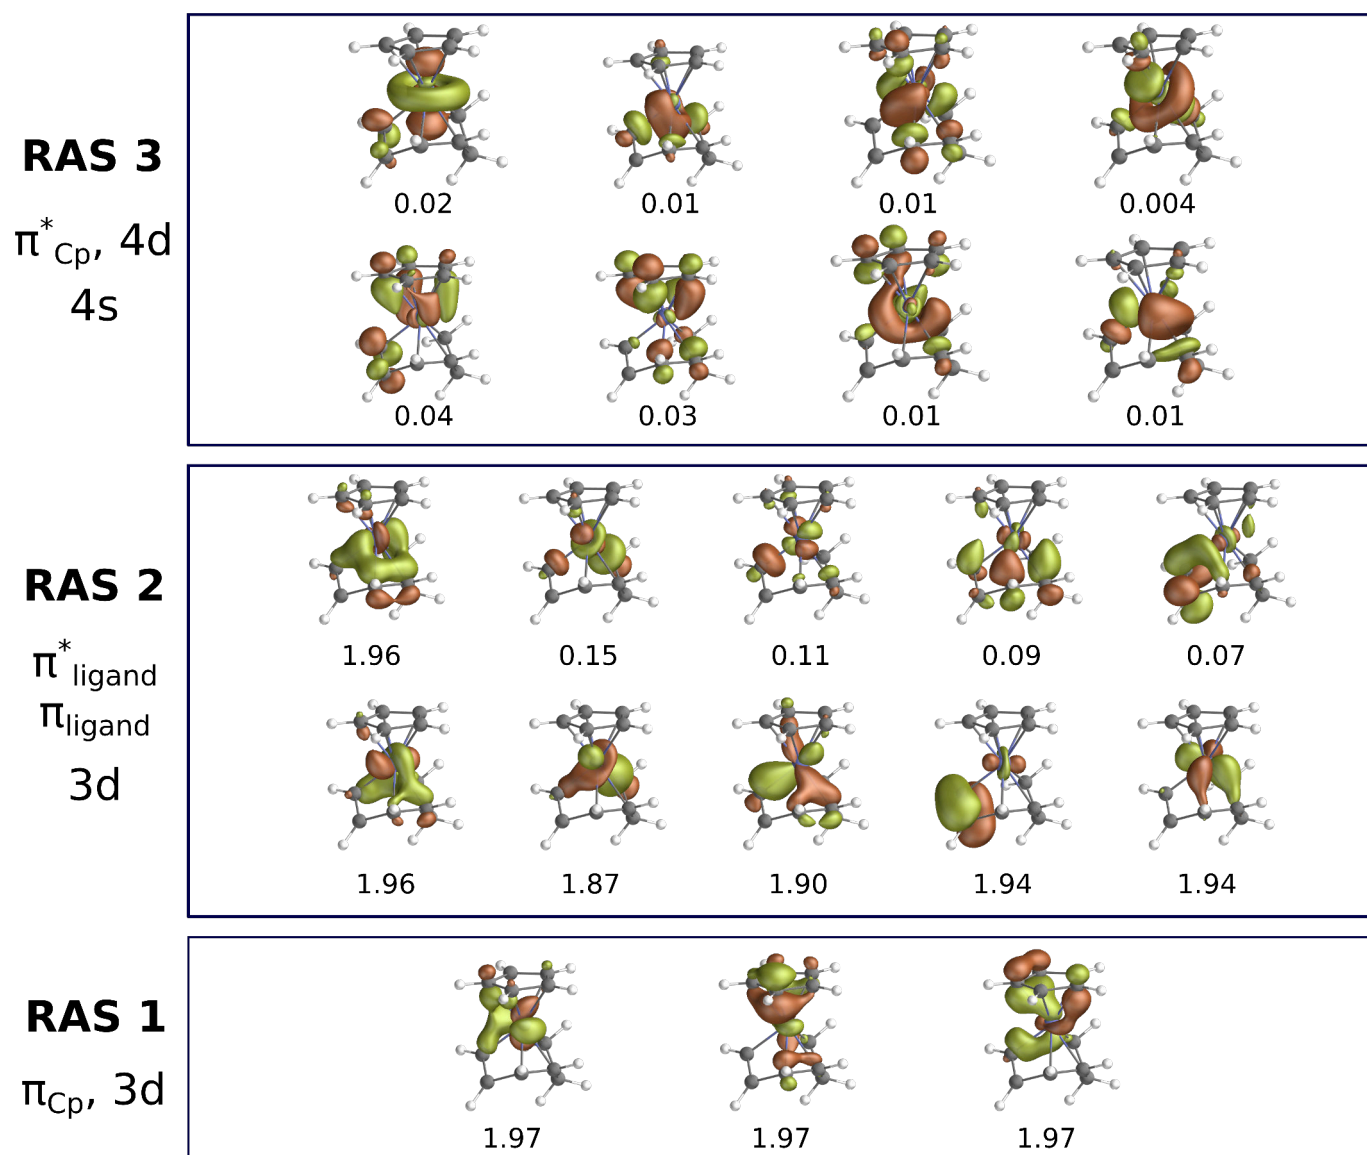 RAS 3
π*Cp, 4d
4s
0.02 0.01 0.01 0.004
0.04 0.03 0.01 0.01
RAS 2
π*ligand
πligand
3d
1.96 0.15 0.11 0.09 0.07
1.96 1.87 1.90 1.94 1.94
RAS 1
πCp, 3d
1.97 1.97 1.97